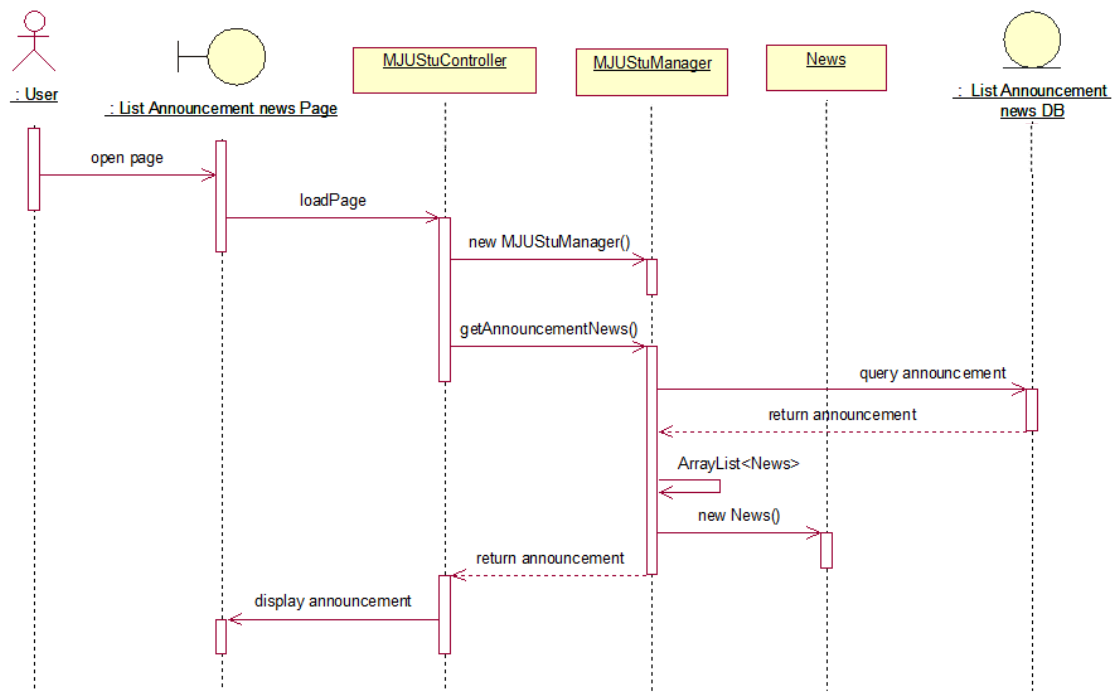 MJUStuController
MJUStuManager
News
: User
: List Announcement news Page
: List Announcement
news DB
open page
loadPage
new MJUStuManager()
getAnnouncementNews()
query announcement
return announcement
ArrayList<News>
new News()
return announcement
display announcement